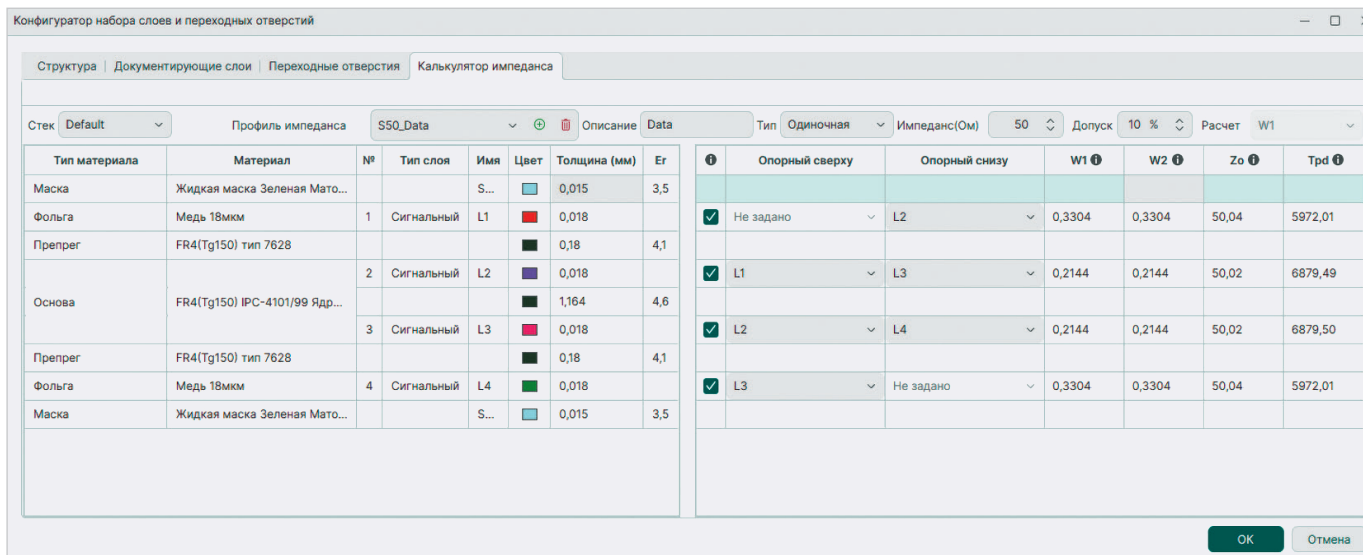 Конфигуратор набора слоев и переходных отверстий
Структура Документирующие слои Переходные отверстия Калькулятор импеданса
Стек Default Профиль импеданса S50_Data Описание Data Тип Одиночная Импеданс(Ом) 50 Допуск 10 % Расчет W1
Тип материала Материал № Тип слоя Имя Цвет Толщина (мм) Er Опорный сверху Опорный снизу W1 W2 Zo Tpd
Маска Жидкая маска Зеленая Мато... S... 0,015 3,5
Фольга Медь 18мкм 1 Сигнальный L1 0,018 Не задано L2 0,3304 0,3304 50,04 5972,01
Препрег FR4(Tg150) тип 7628 0,18 4,1
2 Сигнальный L2 0,018 L1 L3 0,2144 0,2144 50,02 6879,49
Основа FR4(Tg150) IPC-4101/99 Ядр... 1,164 4,6
3 Сигнальный L3 0,018 L2 L4 0,2144 0,2144 50,02 6879,50
Препрег FR4(Tg150) тип 7628 0,18 4,1
Фольга Медь 18мкм 4 Сигнальный L4 0,018 L3 Не задано 0,3304 0,3304 50,04 5972,01
Маска Жидкая маска Зеленая Мато... S... 0,015 3,5
OK Отмена